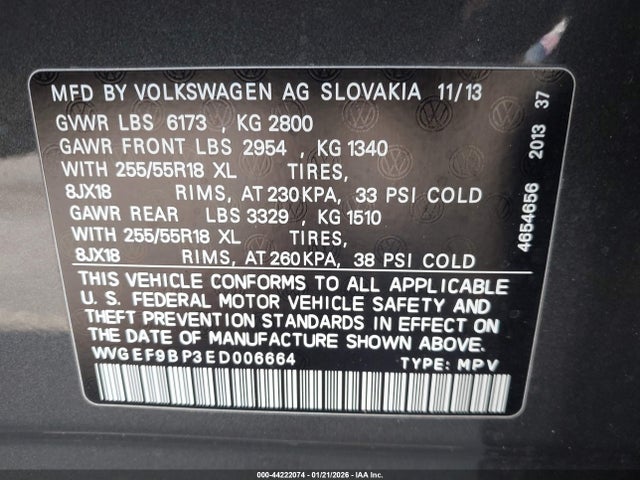 MFD BY VOLKSWAGEN AG SLOVAKIA 11/13
GVWR LBS 6173 , KG 2800
GAWR FRONT LBS 2954 , KG 1340
WITH 255/55R18 XL TIRES,
8JX18 RIMS, AT 230KPA, 33 PSI COLD
GAWR REAR LBS 3329 , KG 1510
WITH 255/55R18 XL TIRES,
8JX18 RIMS, AT 260KPA, 38 PSI COLD
THIS VEHICLE CONFORMS TO ALL APPLICABLE
U. S. FEDERAL MOTOR VEHICLE SAFETY AND
THEFT PREVENTION STANDARDS IN EFFECT ON
THE DATE OF MANUFACTURE SHOWN ABOVE
WVGEF9BP3ED006664 TYPE: MPV
4654656 2013 37
000-44222074 | 01/21/2026 | IAA Inc.